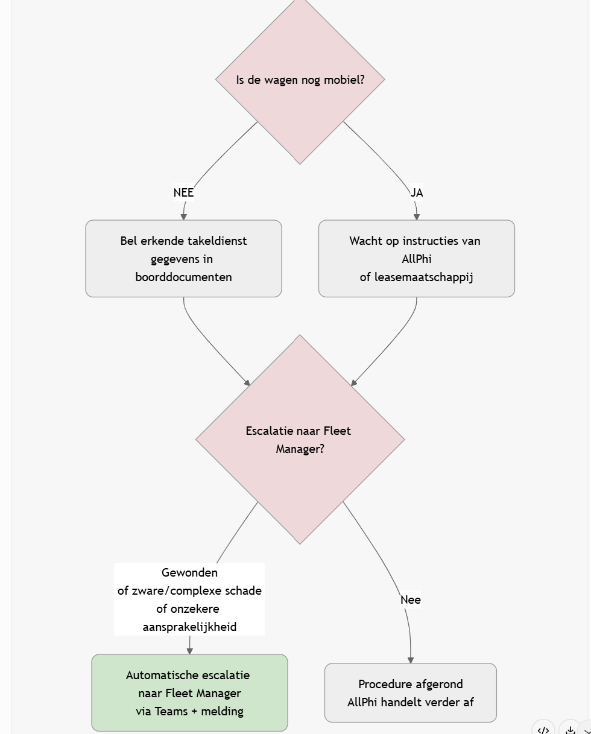 Is de wagen nog mobiel?
NEE
JA
Bel erkende takeldienst
gegevens in
boorddocumenten
Wacht op instructies van
AllPhi
of leasemaatschappij
Escalatie naar Fleet
Manager?
Gewonden
of zware/complexe schade
of onzekere
aansprakelijkheid
Nee
Automatische escalatie
naar Fleet Manager
via Teams + melding
Procedure afgerond
AllPhi handelt verder af